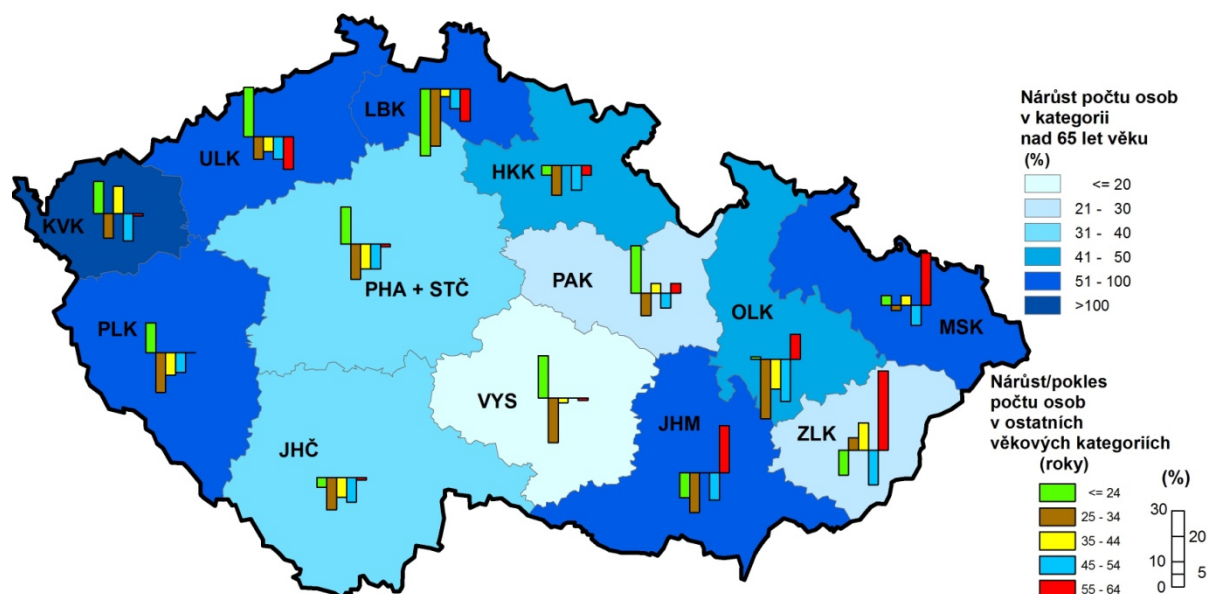 LBK
ULK
HKK
KVK
PHA + STČ
PAK
OLK
PLK
MSK
VYS
JHM
ZLK
JHČ
Nárůst počtu osob
v kategorii
nad 65 let věku
(%)
<= 20
21 - 30
31 - 40
41 - 50
51 - 100
>100
Nárůst/pokles
počtu osob
v ostatních
věkových kategoriích
(roky)
<= 24
25 - 34
35 - 44
45 - 54
55 - 64
(%)
30
20
10
5
0